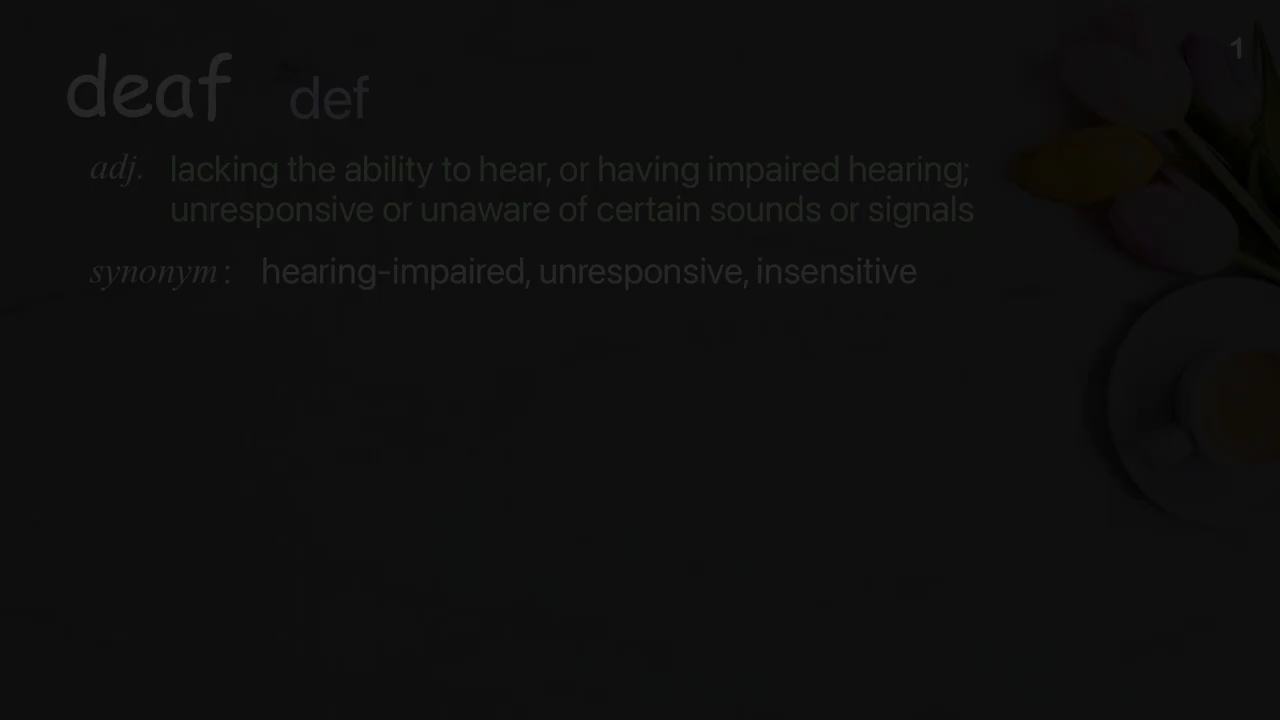 1
deaf def
adj. lacking the ability to hear, or having impaired hearing;
unresponsive or unaware of certain sounds or signals
synonym : hearing-impaired, unresponsive, insensitive